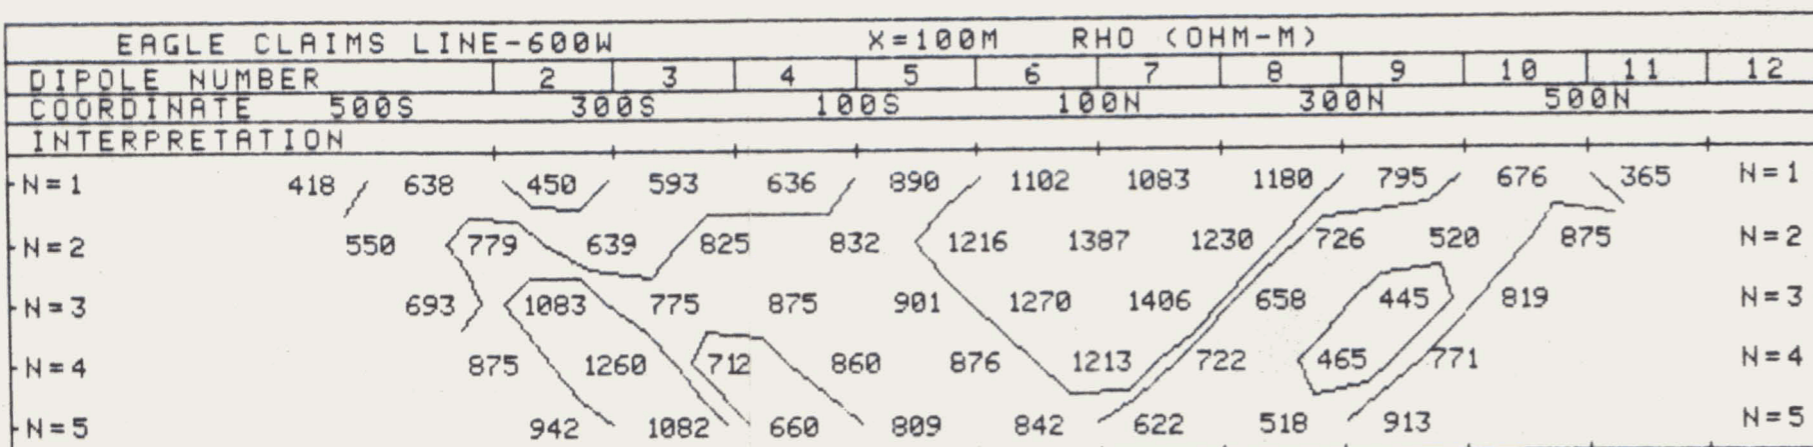 EAGLE CLAIMS LINE-600W X=100M RHO (OHM-M)
DIPOLE NUMBER 2 3 4 5 6 7 8 9 10 11 12
COORDINATE 500S 300S 100S 100N 300N 500N
INTERPRETATION
N=1 418 638 450 593 636 890 1102 1083 1180 795 676 365 N=1
N=2 550 779 639 825 832 1216 1387 1230 726 520 875 N=2
N=3 693 1083 775 875 901 1270 1406 658 445 819 N=3
N=4 875 1260 712 860 876 1213 722 465 771 N=4
N=5 942 1082 660 809 842 622 518 913 N=5